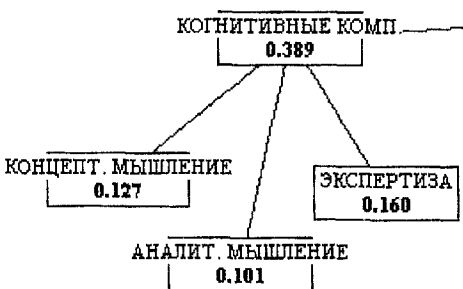 КОГНИТИВНЫЕ КОМП.
0.389
КОНЦЕПТ. МЫШЛЕНИЕ
0.127
ЭКСПЕРТИЗА
0.160
АНАЛИТ. МЫШЛЕНИЕ
0.101